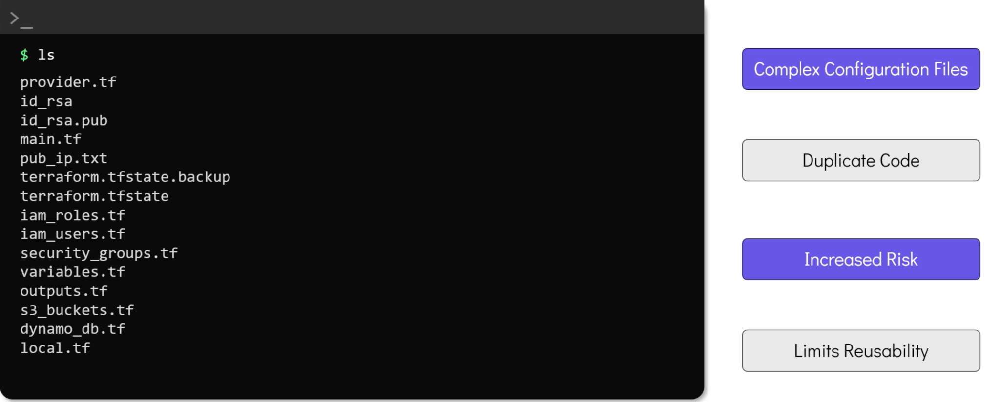 >_
$ ls
provider.tf
id_rsa
id_rsa.pub
main.tf
pub_ip.txt
terraform.tfstate.backup
terraform.tfstate
iam_roles.tf
iam_users.tf
security_groups.tf
variables.tf
outputs.tf
s3_buckets.tf
dynamo_db.tf
local.tf
Complex Configuration Files
Duplicate Code
Increased Risk
Limits Reusability